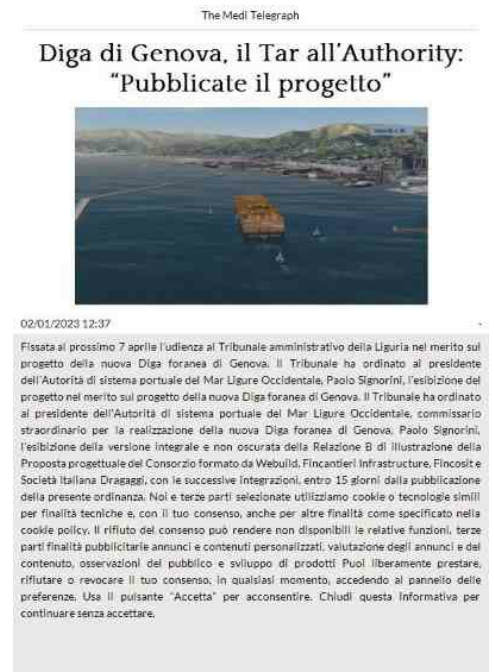 The Medi Telegraph
Diga di Genova, il Tar all'Authority:
“Pubblicate il progetto”
02/01/2023 12:37
Fissata al prossimo 7 aprile l'udienza al Tribunale amministrativo della Liguria nel merito sul
progetto della nuova Diga foranea di Genova. Il Tribunale ha ordinato al presidente
dell'Autorità di sistema portuale del Mar Ligure Occidentale, Paolo Signorini, l'esibizione del
progetto nel merito sul progetto della nuova Diga foranea di Genova. Il Tribunale ha ordinato
al presidente dell'Autorità di sistema portuale del Mar Ligure Occidentale, commissario
straordinario per la realizzazione della nuova Diga foranea di Genova, Paolo Signorini,
l'esibizione della versione integrale e non oscurata della Relazione B di illustrazione della
Proposta progettuale del Consorzio formato da Webuild, Fincantieri Infrastructure, Fincosit e
Società Italiana Dragaggi, con le successive integrazioni, entro 15 giorni dalla pubblicazione
della presente ordinanza. Noi e terze parti selezionate utilizziamo cookie o tecnologie simili
per finalità tecniche e, con il tuo consenso, anche per altre finalità come specificato nella
cookie policy. Il rifiuto del consenso può rendere non disponibili le relative funzioni. terze
parti finalità pubblicitarie annunci e contenuti personalizzati, valutazione degli annunci e del
contenuto, osservazioni del pubblico e sviluppo di prodotti Puoi liberamente prestare,
rifiutare o revocare il tuo consenso, in qualsiasi momento, accedendo al pannello delle
preferenze. Usa il pulsante “Accetta” per acconsentire. Chiudi questa informativa per
continuare senza accettare.